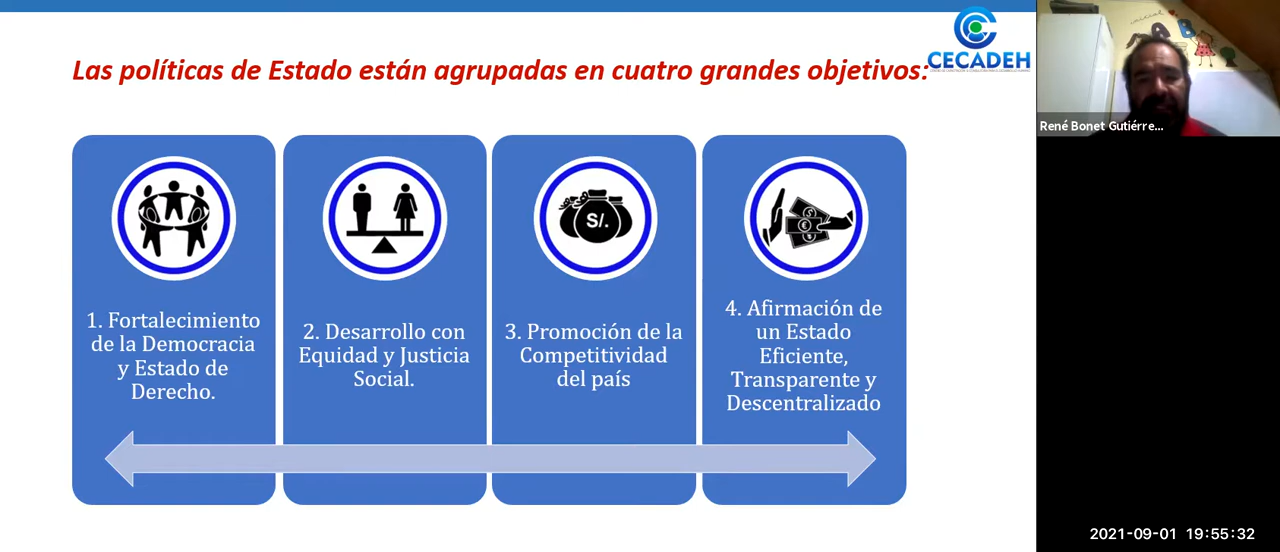 Las políticas de Estado están agrupadas en cuatro grandes objetivos:
CECADEH
René Bonet Gutiérre...
S/.
1. Fortalecimiento
de la Democracia
y Estado de
Derecho.
2. Desarrollo con
Equidad y Justicia
Social.
3. Promoción de la
Competitividad
del país
4. Afirmación de
un Estado
Eficiente,
Transparente y
Descentralizado
2021-09-01 19:55:32